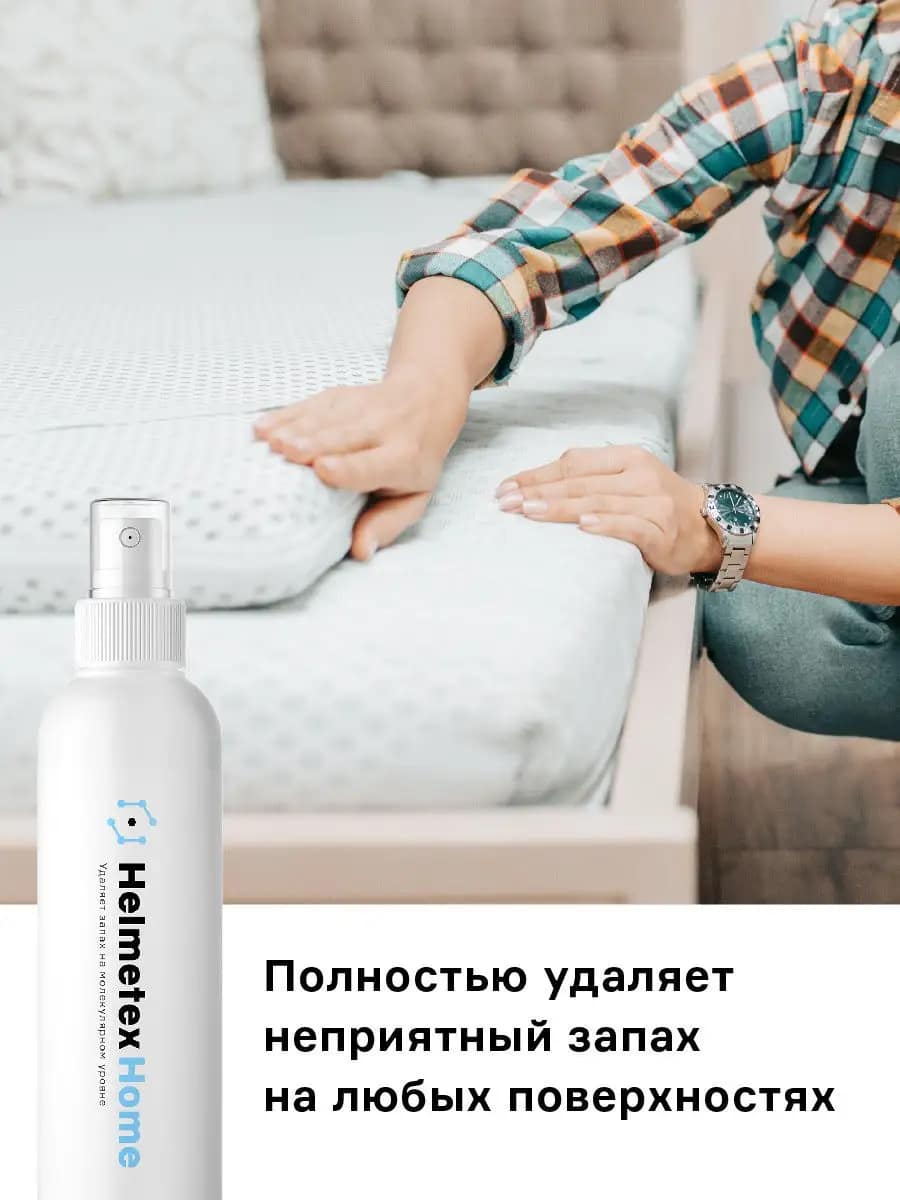 Helmetex Home
Удаляет запах на молекулярном уровне
Полностью удаляет
неприятный запах
на любых поверхностях